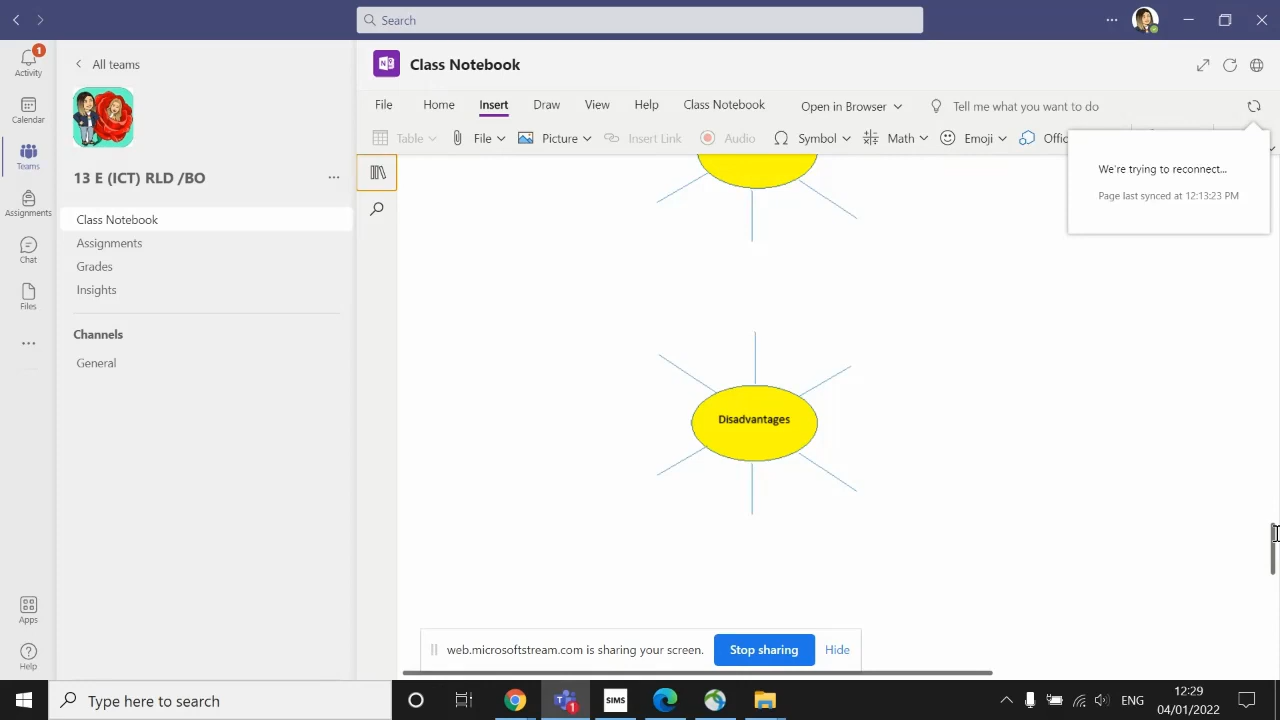 Search
1
Activity
Calendar
Teams
Assignments
Chat
Files
Apps
Help
All teams
13 E (ICT) RLD /BO
Class Notebook
Assignments
Grades
Insights
Channels
General
N
Class Notebook
File Home Insert Draw View Help Class Notebook Open in Browser Tell me what you want to do
Table File Picture Insert Link Audio Symbol Math Emoji Offic
We're trying to reconnect...
Page last synced at 12:13:23 PM
Disadvantages
web.microsoftstream.com is sharing your screen. Stop sharing Hide
Type here to search
1
SIMS
ENG
12:29
04/01/2022